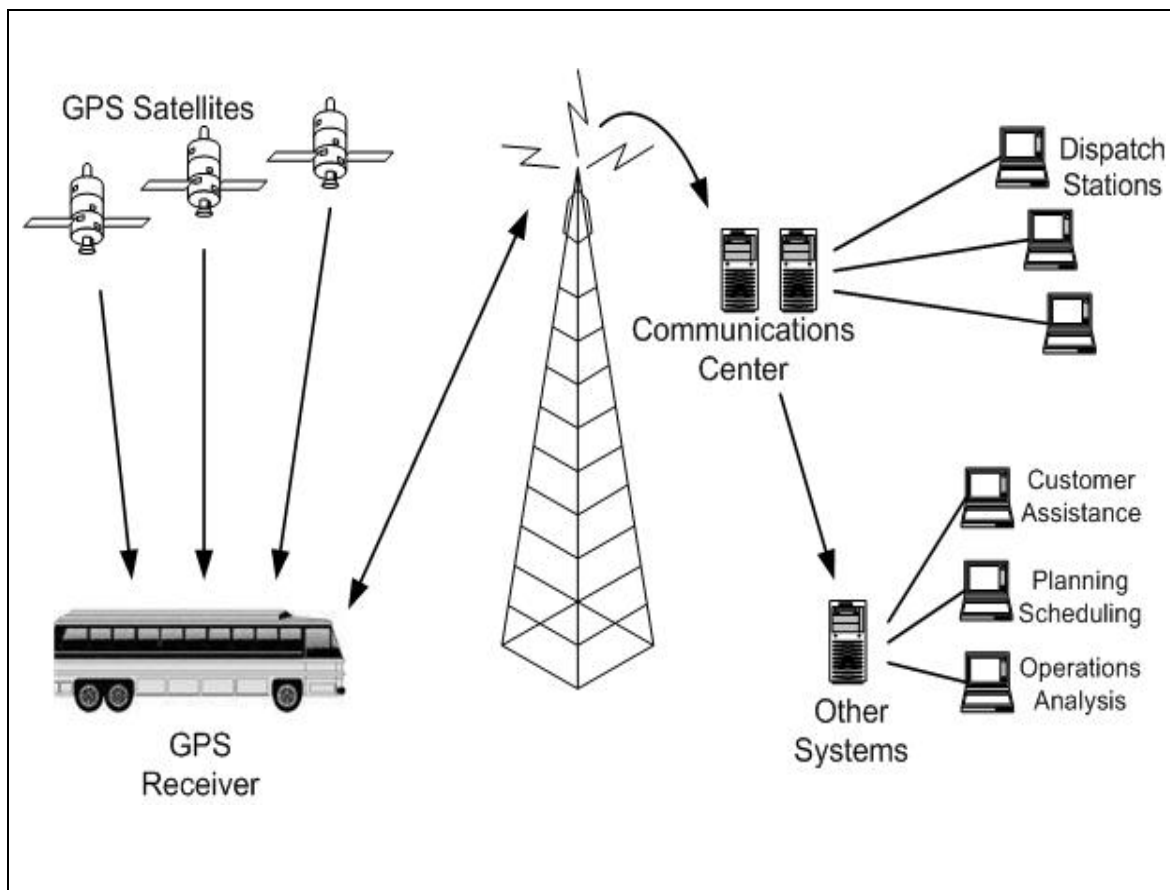 GPS Satellites
Dispatch
Stations
Communications
Center
Customer
Assistance
Planning
Scheduling
Operations
Analysis
Other
Systems
GPS
Receiver